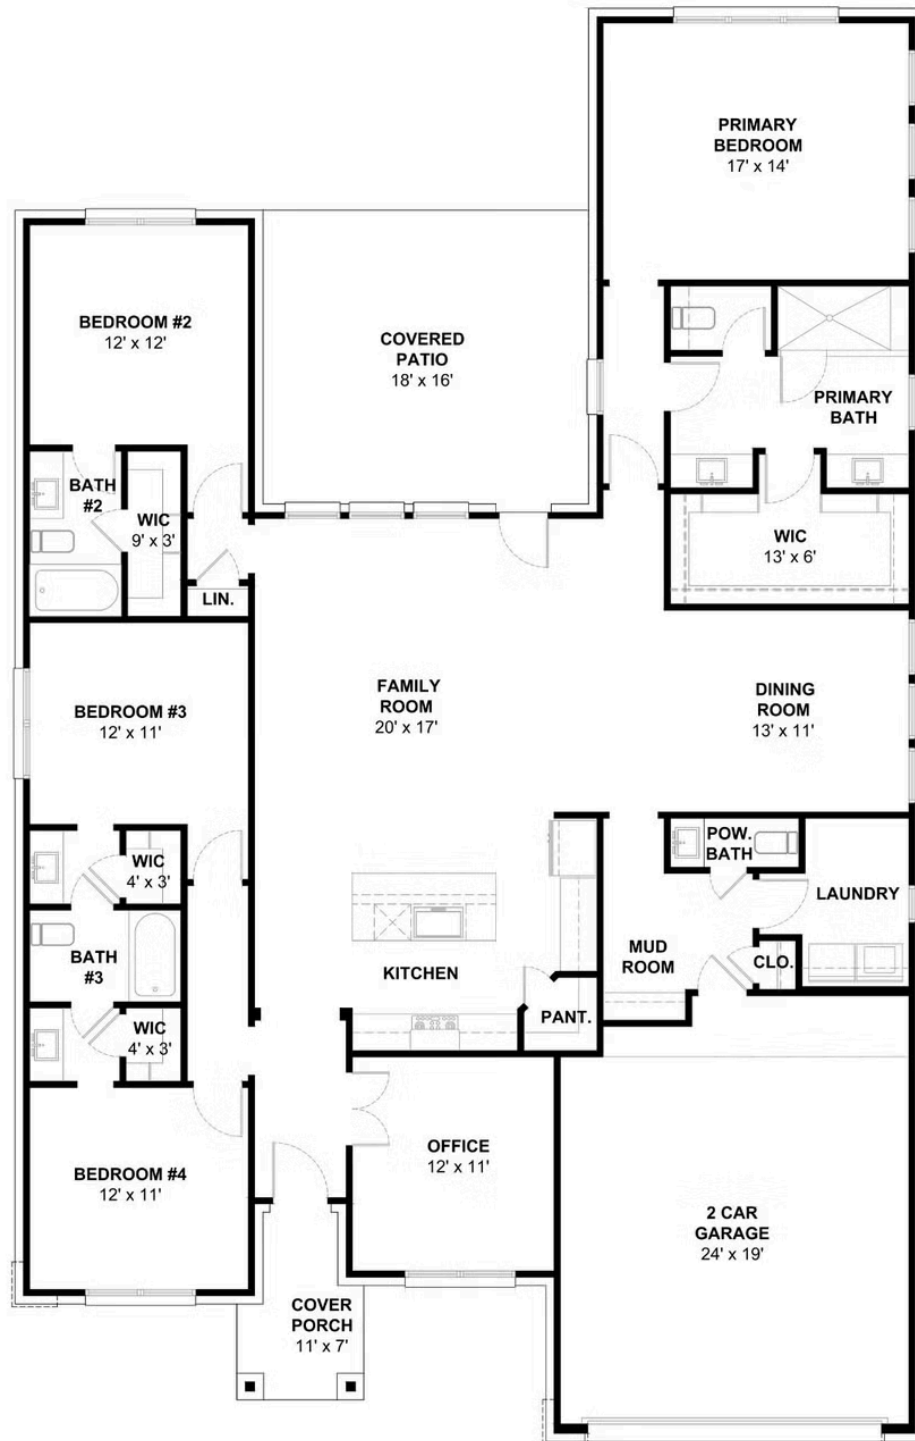 PRIMARY
BEDROOM
17' x 14'
BEDROOM #2
12' x 12'
COVERED
PATIO
18' x 16'
PRIMARY
BATH
BATH
#2
WIC
9' x 3'
WIC
13' x 6'
LIN.
FAMILY
ROOM
20' x 17'
DINING
ROOM
13' x 11'
BEDROOM #3
12' x 11'
POW.
BATH
WIC
4' x 3'
LAUNDRY
BATH
#3
KITCHEN
MUD
ROOM
CLO.
PANT.
WIC
4' x 3'
OFFICE
12' x 11'
BEDROOM #4
12' x 11'
2 CAR
GARAGE
24' x 19'
COVER
PORCH
11' x 7'